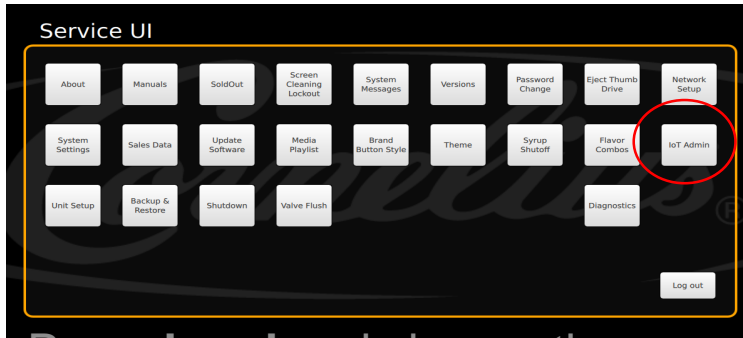 Service UI
About
Manuals
SoldOut
Screen
Cleaning
Lockout
System
Messages
Versions
Password
Change
Eject Thumb
Drive
Network
Setup
System
Settings
Sales Data
Update
Software
Media
Playlist
Brand
Button Style
Theme
Syrup
Shutoff
Flavor
Combos
IoT Admin
Unit Setup
Backup &
Restore
Shutdown
Valve Flush
Diagnostics
Cornelius®
Log out